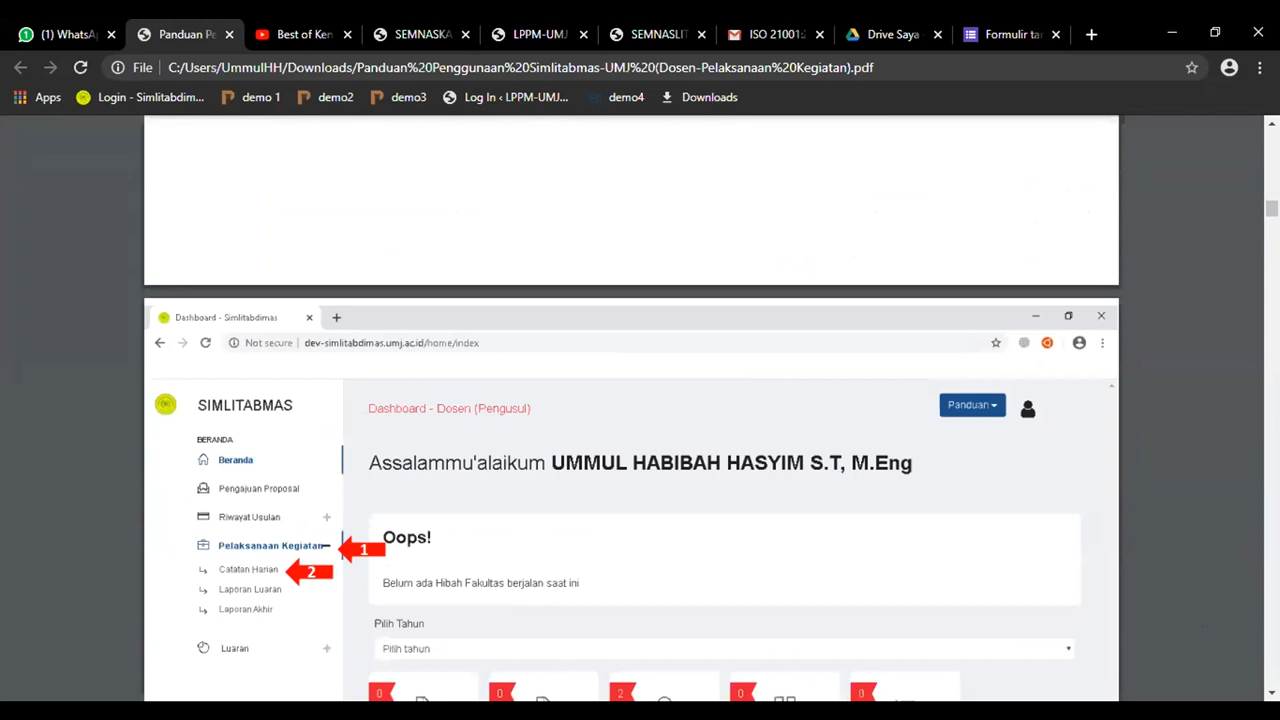 (1) WhatsA
Panduan Pe
Best of Ken
SEMNASKA
LPPM-UMJ
SEMNASLIT
ISO 21001:
Drive Saya -
Formulir tar
File
C:/Users/UmmulHH/Downloads/Panduan%20Penggunaan%20Simlitabmas-UMJ%20(Dosen-Pelaksanaan%20Kegiatan).pdf
Apps
Login - Simlitabdim...
demo 1
demo2
demo3
Log In ‹ LPPM-UMJ...
demo4
Downloads
Dashboard - Simlitabdimas
Not secure
dev-simlitabdimas.umj.ac.id/home/index
SIMLITABMAS
Dashboard - Dosen (Pengusul)
Panduan
BERANDA
Beranda
Assalammu'alaikum UMMUL HABIBAH HASYIM S.T, M.Eng
Pengajuan Proposal
Riwayat Usulan
Oops!
Pelaksanaan Kegiatan
1
Catatan Harian
2
Belum ada Hibah Fakultas berjalan saat ini
Laporan Luaran
Laporan Akhir
Pilih Tahun
Luaran
Pilih tahun
0
0
2
0
0